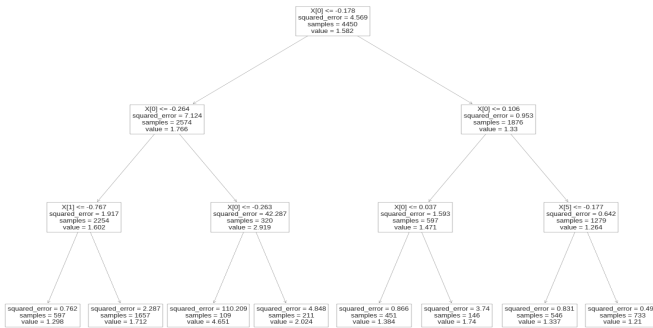 X[0] <= -0.178
squared_error = 4.569
samples = 4450
value = 1.582
X[0] <= -0.264
squared_error = 7.124
samples = 2574
value = 1.766
X[0] <= 0.106
squared_error = 0.953
samples = 1876
value = 1.33
X[1] <= -0.767
squared_error = 1.917
samples = 2254
value = 1.602
X[0] <= -0.263
squared_error = 42.287
samples = 320
value = 2.919
X[0] <= 0.037
squared_error = 1.593
samples = 597
value = 1.471
X[5] <= -0.177
squared_error = 0.642
samples = 1279
value = 1.264
squared_error = 0.762
samples = 597
value = 1.298
squared_error = 2.287
samples = 1657
value = 1.712
squared_error = 110.209
samples = 109
value = 4.651
squared_error = 4.848
samples = 211
value = 2.024
squared_error = 0.866
samples = 451
value = 1.384
squared_error = 3.74
samples = 146
value = 1.74
squared_error = 0.831
samples = 546
value = 1.337
squared_error = 0.49
samples = 733
value = 1.21